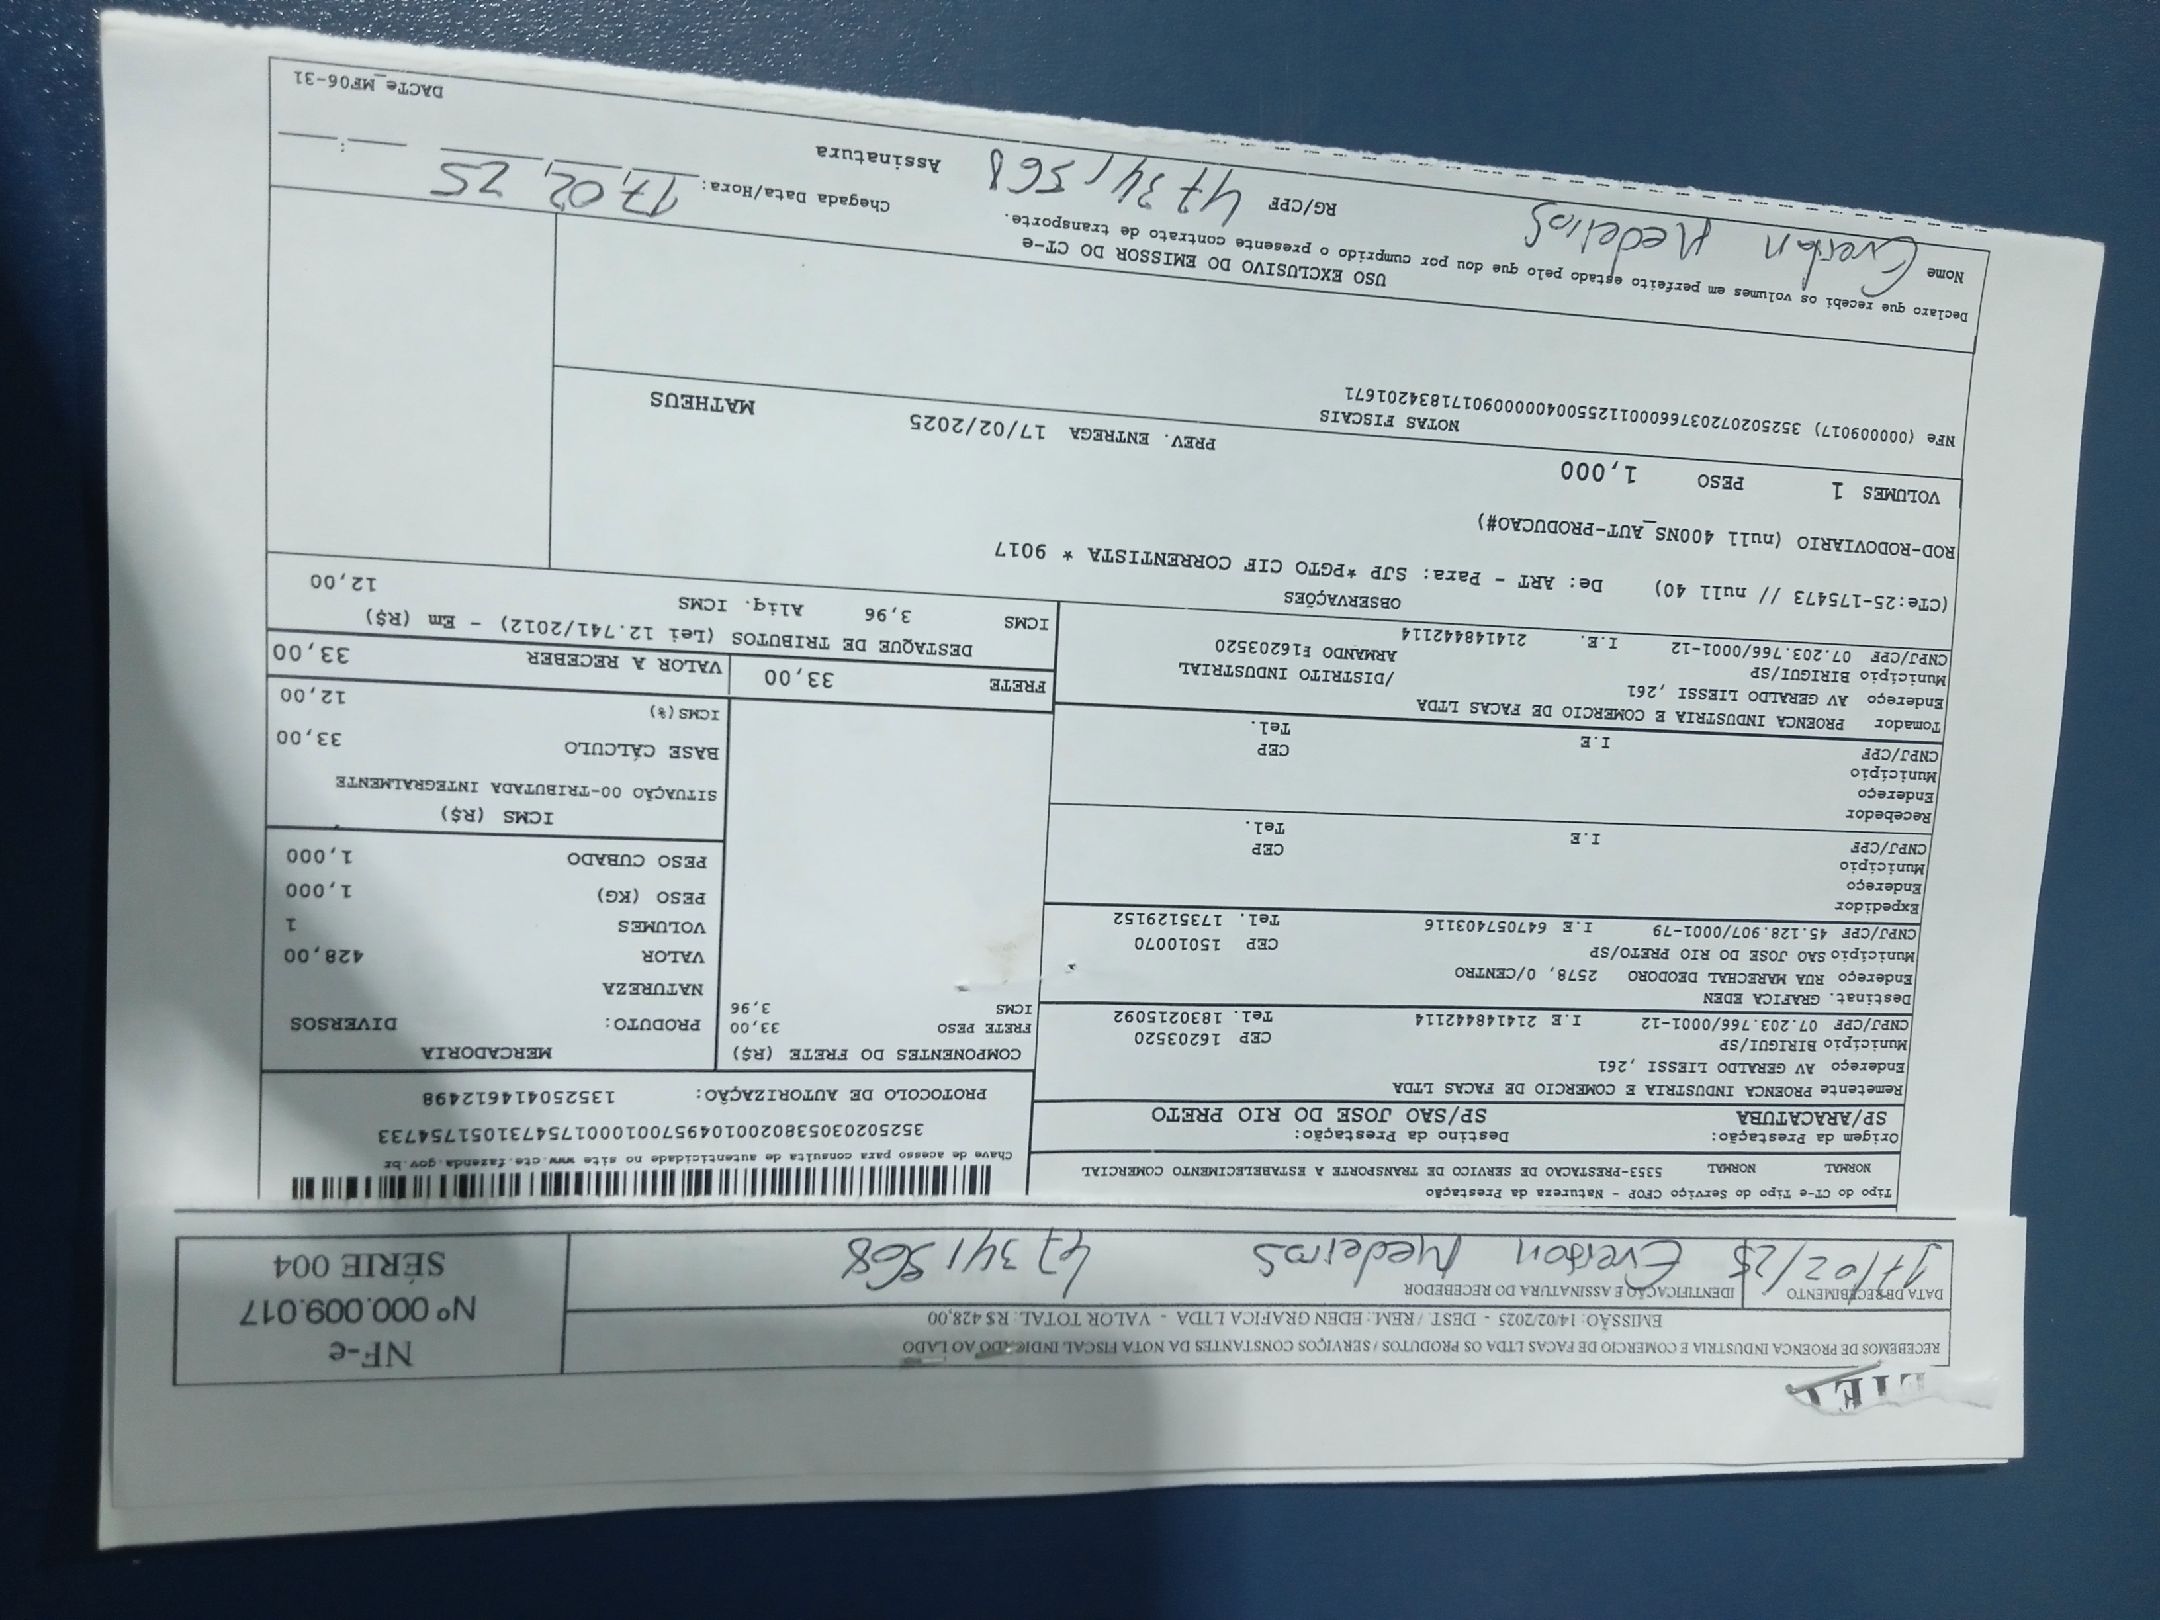 RECEBEMOS DE PROENCA INDUSTRIA E COMERCIO DE FACAS LTDA OS PRODUTOS / SERVIÇOS CONSTANTES DA NOTA FISCAL INDICADO AO LADO
EMISSÃO: 14/02/2025 - DEST. / REM.: EDEN GRAFICA LTDA - VALOR TOTAL: R$ 428,00
NF-e
Nº 000.009.017
SÉRIE 004
DATA DE RECEBIMENTO IDENTIFICAÇÃO E ASSINATURA DO RECEBEDOR
17/02/25 Everson Medeiros 47341568
Tipo do CT-e Tipo do Serviço CFOP - Natureza da Prestação
NORMAL NORMAL 5353-PRESTACAO DE SERVICO DE TRANSPORTE A ESTABELECIMENTO COMERCIAL
Origem da Prestação: Destino da Prestação:
SP/ARACATUBA SP/SAO JOSE DO RIO PRETO
Chave de acesso para consulta de autenticidade no site www.cte.fazenda.gov.br
35250203053802001049570010001754731051754733
PROTOCOLO DE AUTORIZAÇÃO: 135250414612498
Remetente PROENCA INDUSTRIA E COMERCIO DE FACAS LTDA
Endereço AV GERALDO LIESSI ,261
Município BIRIGUI/SP CEP 16203520
CNPJ/CPF 07.203.766/0001-12 I.E 214148442114 Tel. 1830215092
Destinat. GRAFICA EDEN
Endereço RUA MARECHAL DEODORO 2578, 0/CENTRO
Município SAO JOSE DO RIO PRETO/SP CEP 15010070
CNPJ/CPF 45.128.907/0001-79 I.E 647057403116 Tel. 1735129152
Expedidor
Endereço
Município CEP
CNPJ/CPF I.E Tel.
Recebedor
Endereço
Município CEP
CNPJ/CPF I.E Tel.
Tomador PROENCA INDUSTRIA E COMERCIO DE FACAS LTDA
Endereço AV GERALDO LIESSI ,261 /DISTRITO INDUSTRIAL
Município BIRIGUI/SP ARMANDO F16203520
CNPJ/CPF 07.203.766/0001-12 I.E. 214148442114
COMPONENTES DO FRETE (R$)
FRETE PESO 33,00
ICMS 3,96
FRETE 33,00
MERCADORIA
PRODUTO: DIVERSOS
NATUREZA
VALOR 428,00
VOLUMES 1
PESO (KG) 1,000
PESO CUBADO 1,000
ICMS (R$)
SITUAÇÃO 00-TRIBUTADA INTEGRALMENTE
BASE CÁLCULO 33,00
ICMS(%) 12,00
VALOR A RECEBER 33,00
DESTAQUE DE TRIBUTOS (Lei 12.741/2012) - Em (R$)
ICMS 3,96 Aliq. ICMS 12,00
OBSERVAÇÕES
(CTe:25-175473 // null 40) De: ART - Para: SJP *PGTO CIF CORRENTISTA * 9017
ROD-RODOVIARIO (null 400NS_AUT-PRODUCAO#)
VOLUMES 1 PESO 1,000 PREV. ENTREGA 17/02/2025 MATHEUS
NOTAS FISCAIS
NFe (000009017) 35250207203766000112550040000090171834201671
USO EXCLUSIVO DO EMISSOR DO CT-e
Declaro que recebi os volumes em perfeito estado pelo que dou por cumprido o presente contrato de transporte.
Nome Everson Medeiros RG/CPF 47341568 Chegada Data/Hora: 17,02,25 __:__
Assinatura
DACTe_MF06-31